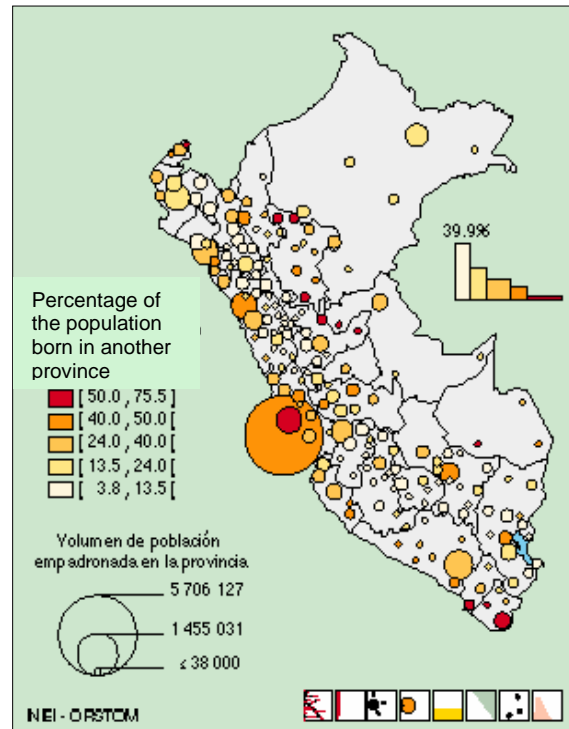 39.9%
Percentage of
the population
born in another
province
[ 50.0 , 75.5 [
[ 40.0 , 50.0 [
[ 24.0 , 40.0 [
[ 13.5 , 24.0 [
[ 3.8 , 13.5 [
Volumen de población
empadronada en la provincia
5 706 127
1 455 031
≤ 38 000
INEI - ORSTOM